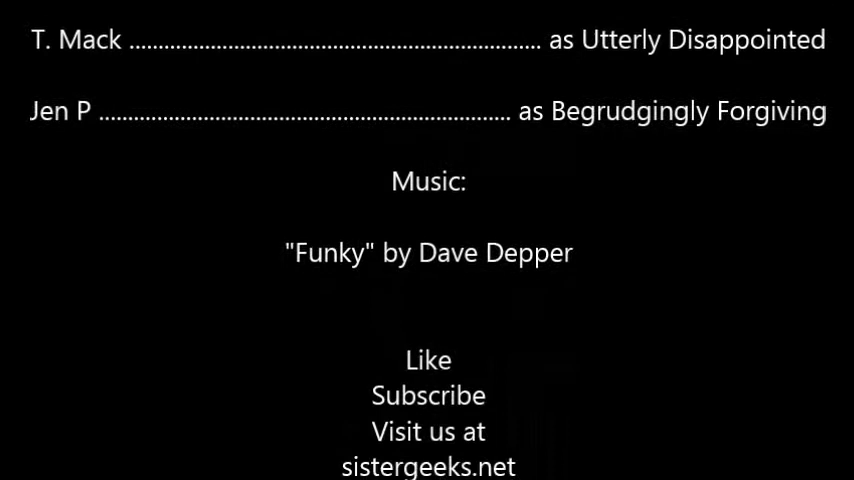 T. Mack ....................................................................... as Utterly Disappointed
Jen P ....................................................................... as Begrudgingly Forgiving
Music:
"Funky" by Dave Depper
Like
Subscribe
Visit us at
sistergeeks.net